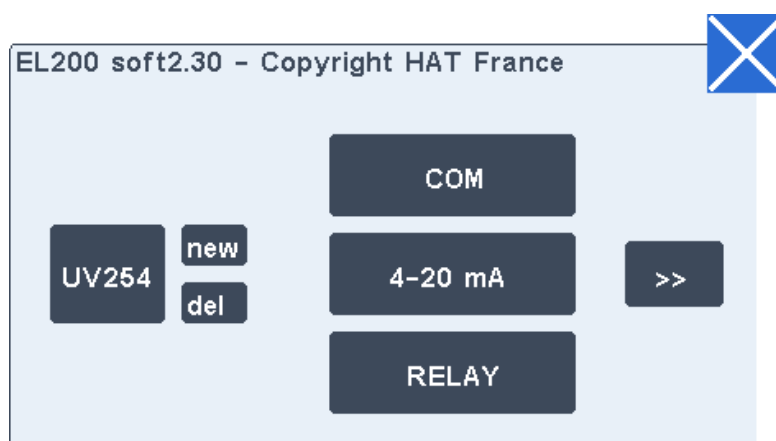 EL200 soft2.30 - Copyright HAT France
COM
UV254
new
del
4-20 mA
>>
RELAY